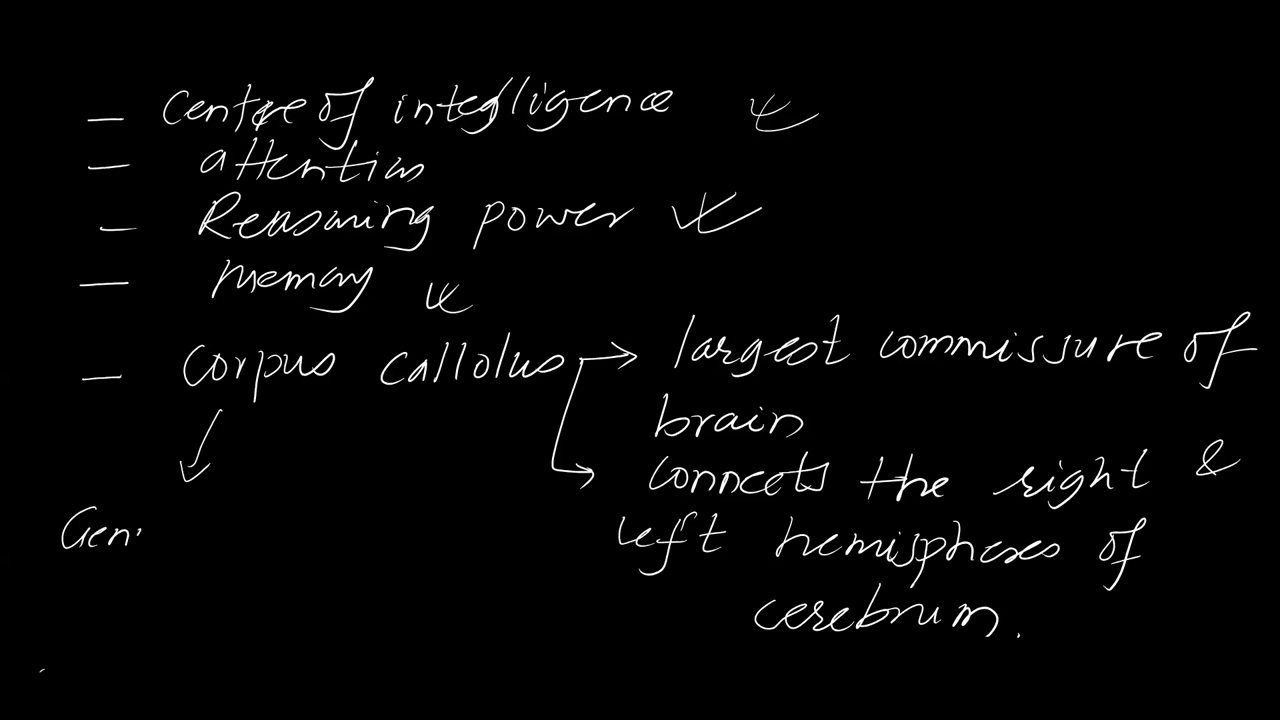 — Centre of intelligence
— attention
— Reasoning power
— memory
— Corpus callolus → largest commissure of
brain
→ connects the right &
left hemispheres of
cerebrum.
Gen